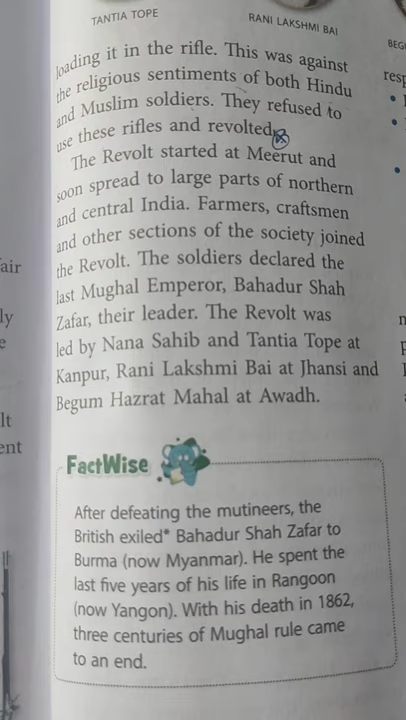 TANTIA TOPE
RANI LAKSHMI BAI
loading it in the rifle. This was against
the religious sentiments of both Hindu
and Muslim soldiers. They refused to
use these rifles and revolted.
The Revolt started at Meerut and
soon spread to large parts of northern
and central India. Farmers, craftsmen
and other sections of the society joined
the Revolt. The soldiers declared the
last Mughal Emperor, Bahadur Shah
Zafar, their leader. The Revolt was
led by Nana Sahib and Tantia Tope at
Kanpur, Rani Lakshmi Bai at Jhansi and
Begum Hazrat Mahal at Awadh.
FactWise
After defeating the mutineers, the
British exiled* Bahadur Shah Zafar to
Burma (now Myanmar). He spent the
last five years of his life in Rangoon
(now Yangon). With his death in 1862,
three centuries of Mughal rule came
to an end.